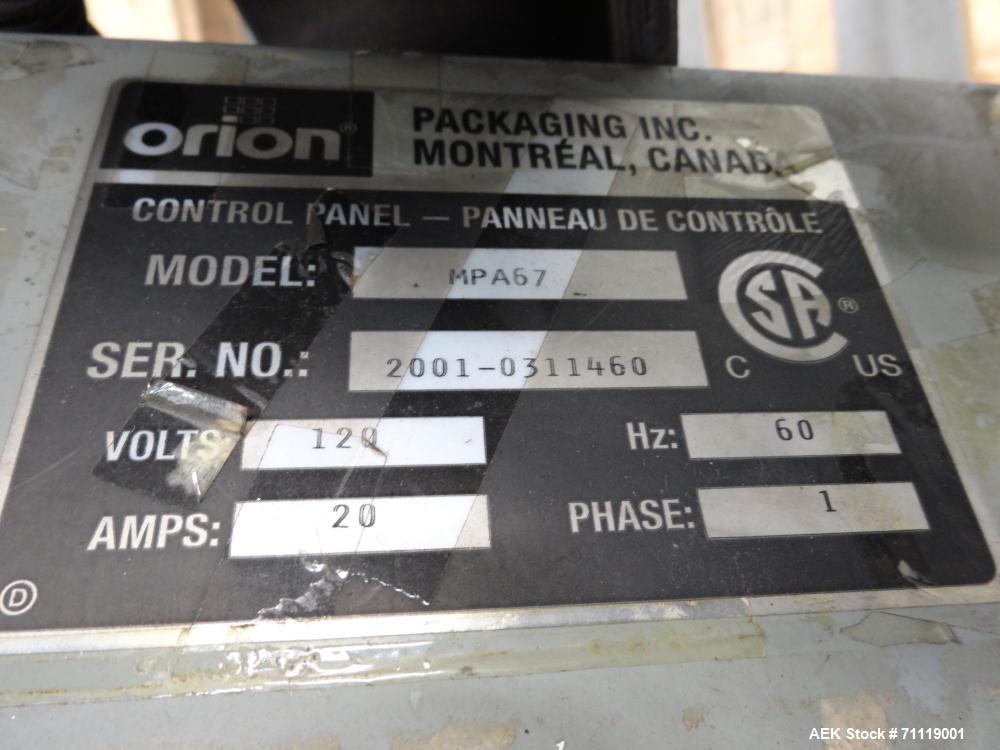 orion®
PACKAGING INC.
MONTRÉAL, CANADA
CONTROL PANEL — PANNEAU DE CONTRÔLE
MODEL: MPA67
SER. NO.: 2001-0311460
VOLTS: 120 Hz: 60
AMPS: 20 PHASE: 1
C SA ® US
D
AEK Stock # 71119001